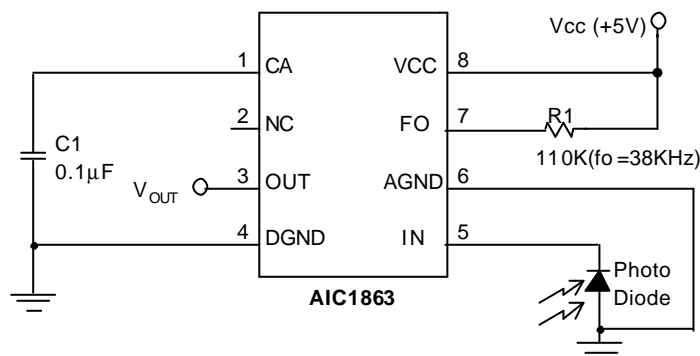 Vcc (+5V)
1 CA VCC 8
2 NC FO 7 R1
110K(fo =38KHz)
C1
0.1μF
VOUT 3 OUT AGND 6
4 DGND IN 5
Photo
Diode
AIC1863